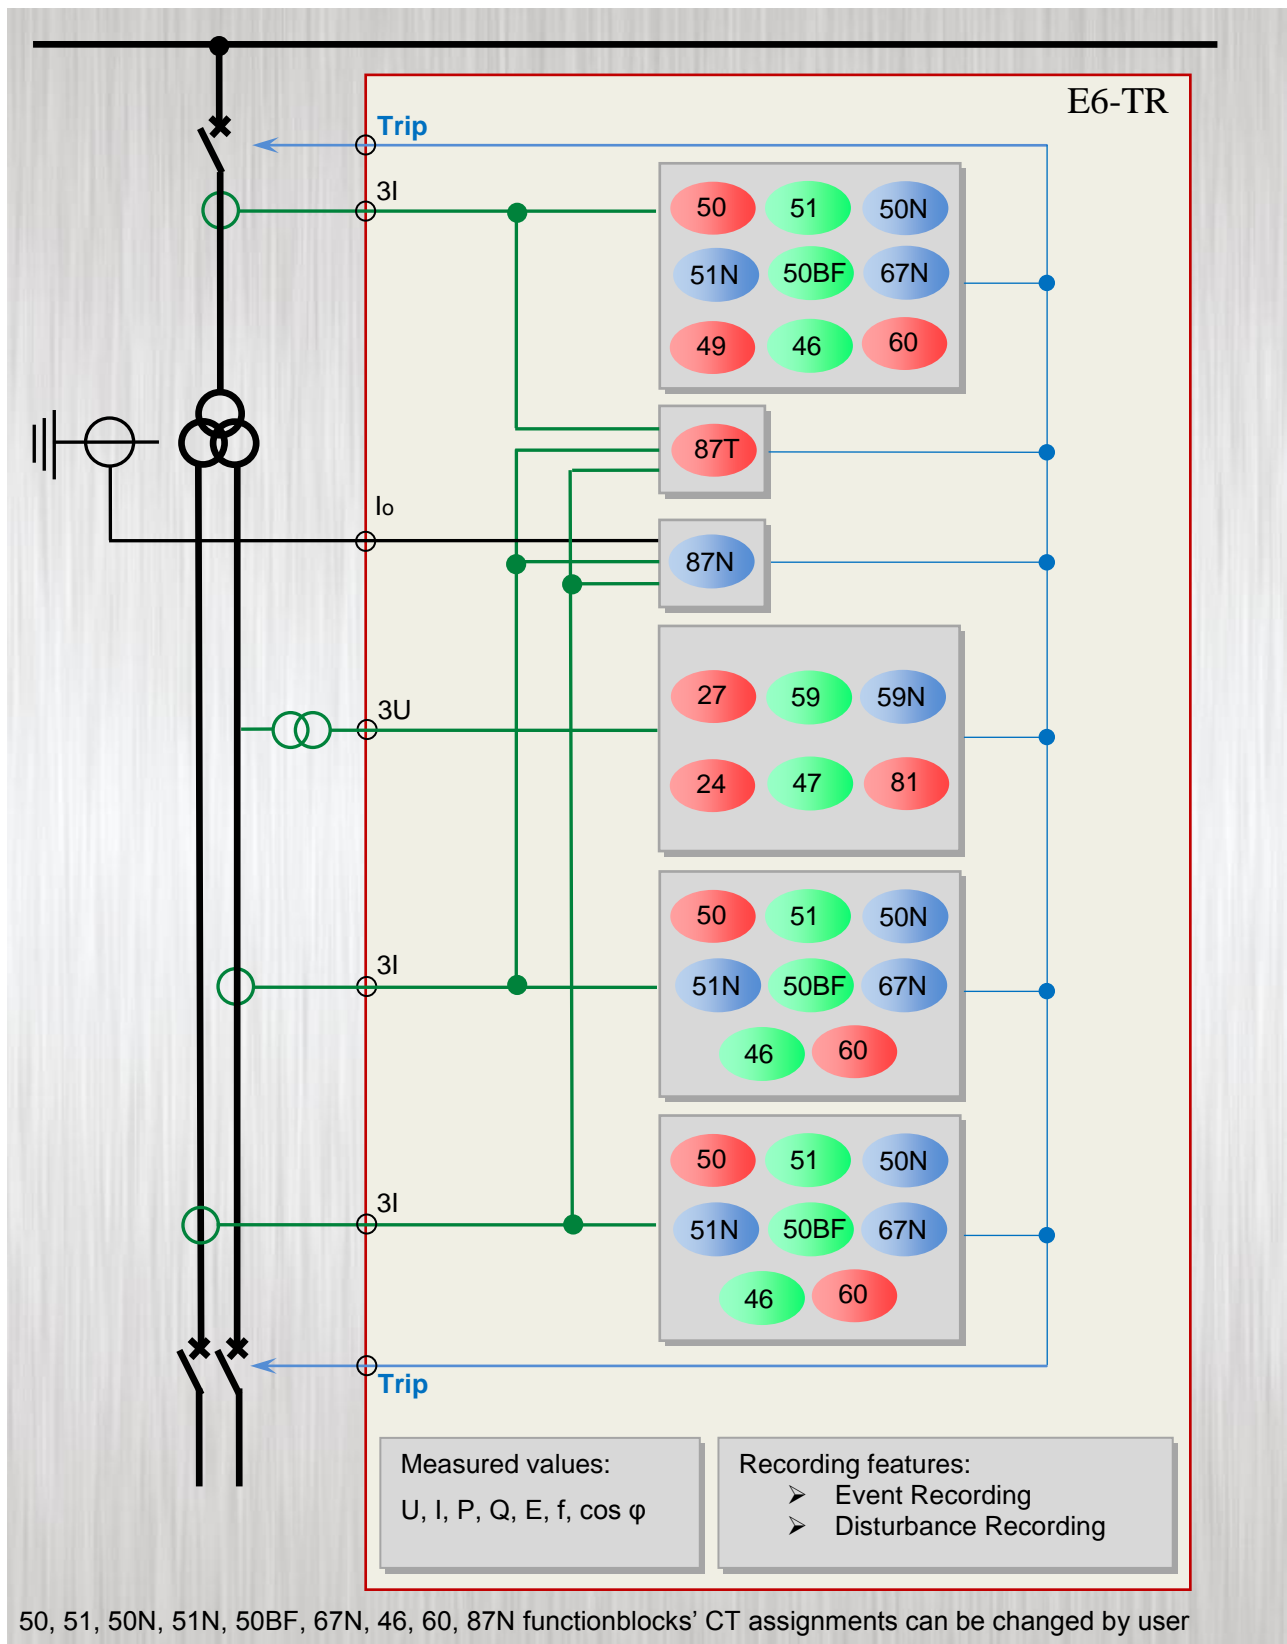 E6-TR
Trip
3I
50 51 50N
51N 50BF 67N
49 46 60
87T
Io
87N
3U
27 59 59N
24 47 81
3I
50 51 50N
51N 50BF 67N
46 60
3I
50 51 50N
51N 50BF 67N
46 60
Trip
Measured values:
U, I, P, Q, E, f, cos φ
Recording features:
➢ Event Recording
➢ Disturbance Recording
50, 51, 50N, 51N, 50BF, 67N, 46, 60, 87N functionblocks’ CT assignments can be changed by user